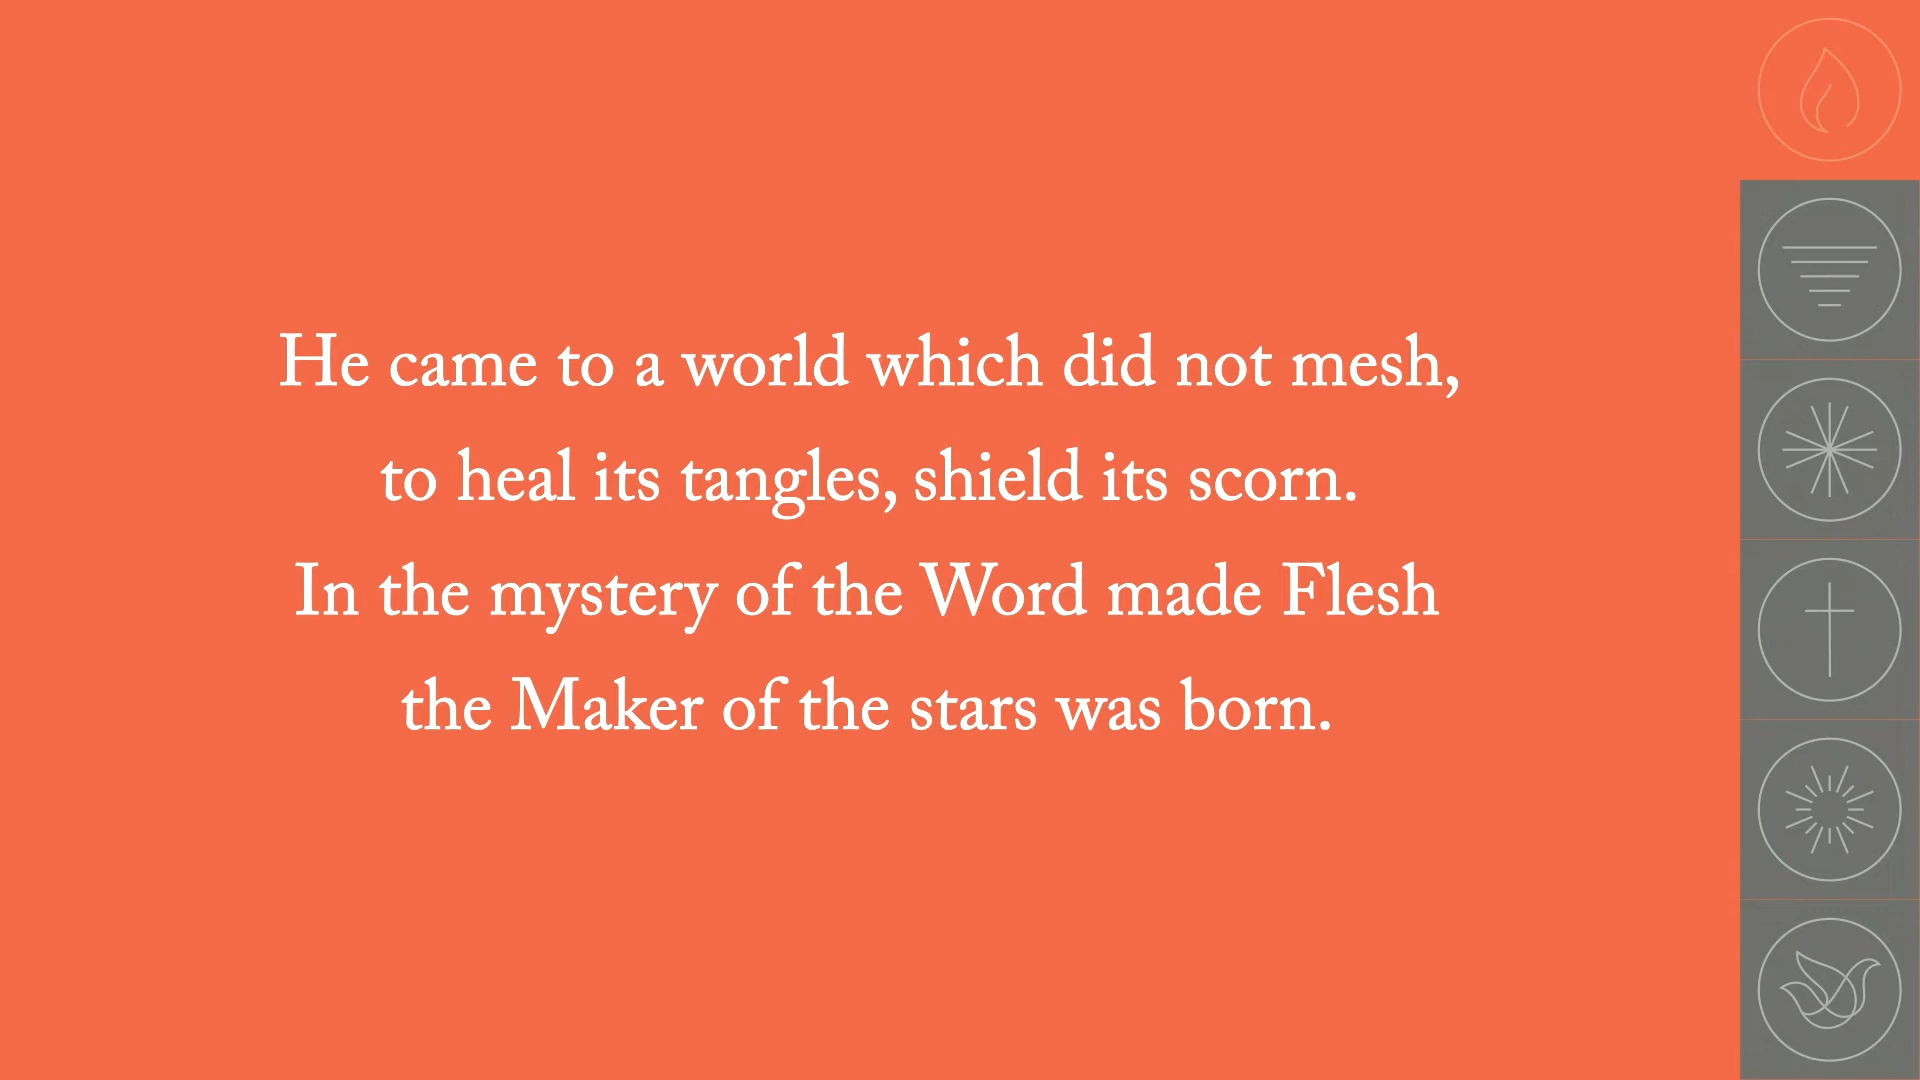 He came to a world which did not mesh,
to heal its tangles, shield its scorn.
In the mystery of the Word made Flesh
the Maker of the stars was born.